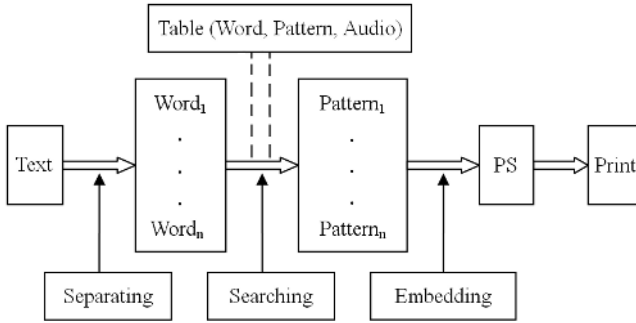 Table (Word, Pattern, Audio)
Text
Word₁
.
.
.
Wordₙ
Pattern₁
.
.
.
Patternₙ
PS
Print
Separating
Searching
Embedding